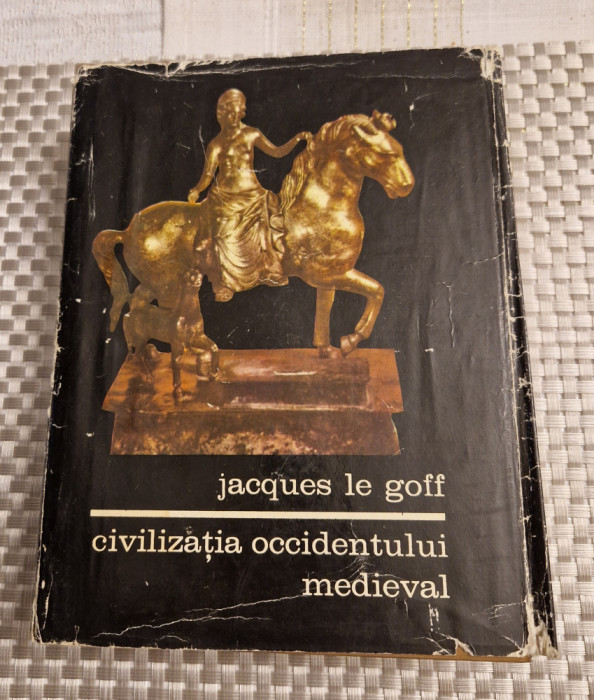 jacques le goff
civilizația occidentului
medieval